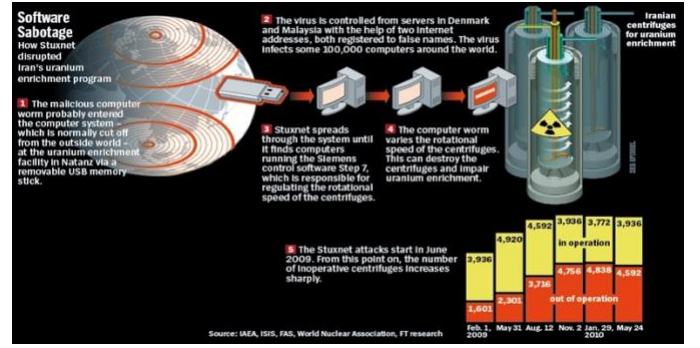 Software
Sabotage
How Stuxnet
disrupted
Iran's uranium
enrichment program
1 The malicious computer
worm probably entered
the computer system –
which is normally cut off
from the outside world –
at the uranium enrichment
facility in Natanz via a
removable USB memory
stick.
2 The virus is controlled from servers in Denmark
and Malaysia with the help of two Internet
addresses, both registered to false names. The virus
infects some 100,000 computers around the world.
3 Stuxnet spreads
through the system until
it finds computers
running the Siemens
control software Step 7,
which is responsible for
regulating the rotational
speed of the centrifuges.
4 The computer worm
varies the rotational
speed of the centrifuges.
This can destroy the
centrifuges and impair
uranium enrichment.
Iranian
centrifuges
for uranium
enrichment
DER SPIEGEL
5 The Stuxnet attacks start in June
2009. From this point on, the number
of inoperative centrifuges increases
sharply.
3,936 4,920 4,592 3,936 3,772 3,936
in operation
1,601 2,301 3,716 4,756 4,838 4,592
out of operation
Feb. 1, May 31 Aug. 12 Nov. 2 Jan. 29, May 24
2009 2010
Source: IAEA, ISIS, FAS, World Nuclear Association, FT research